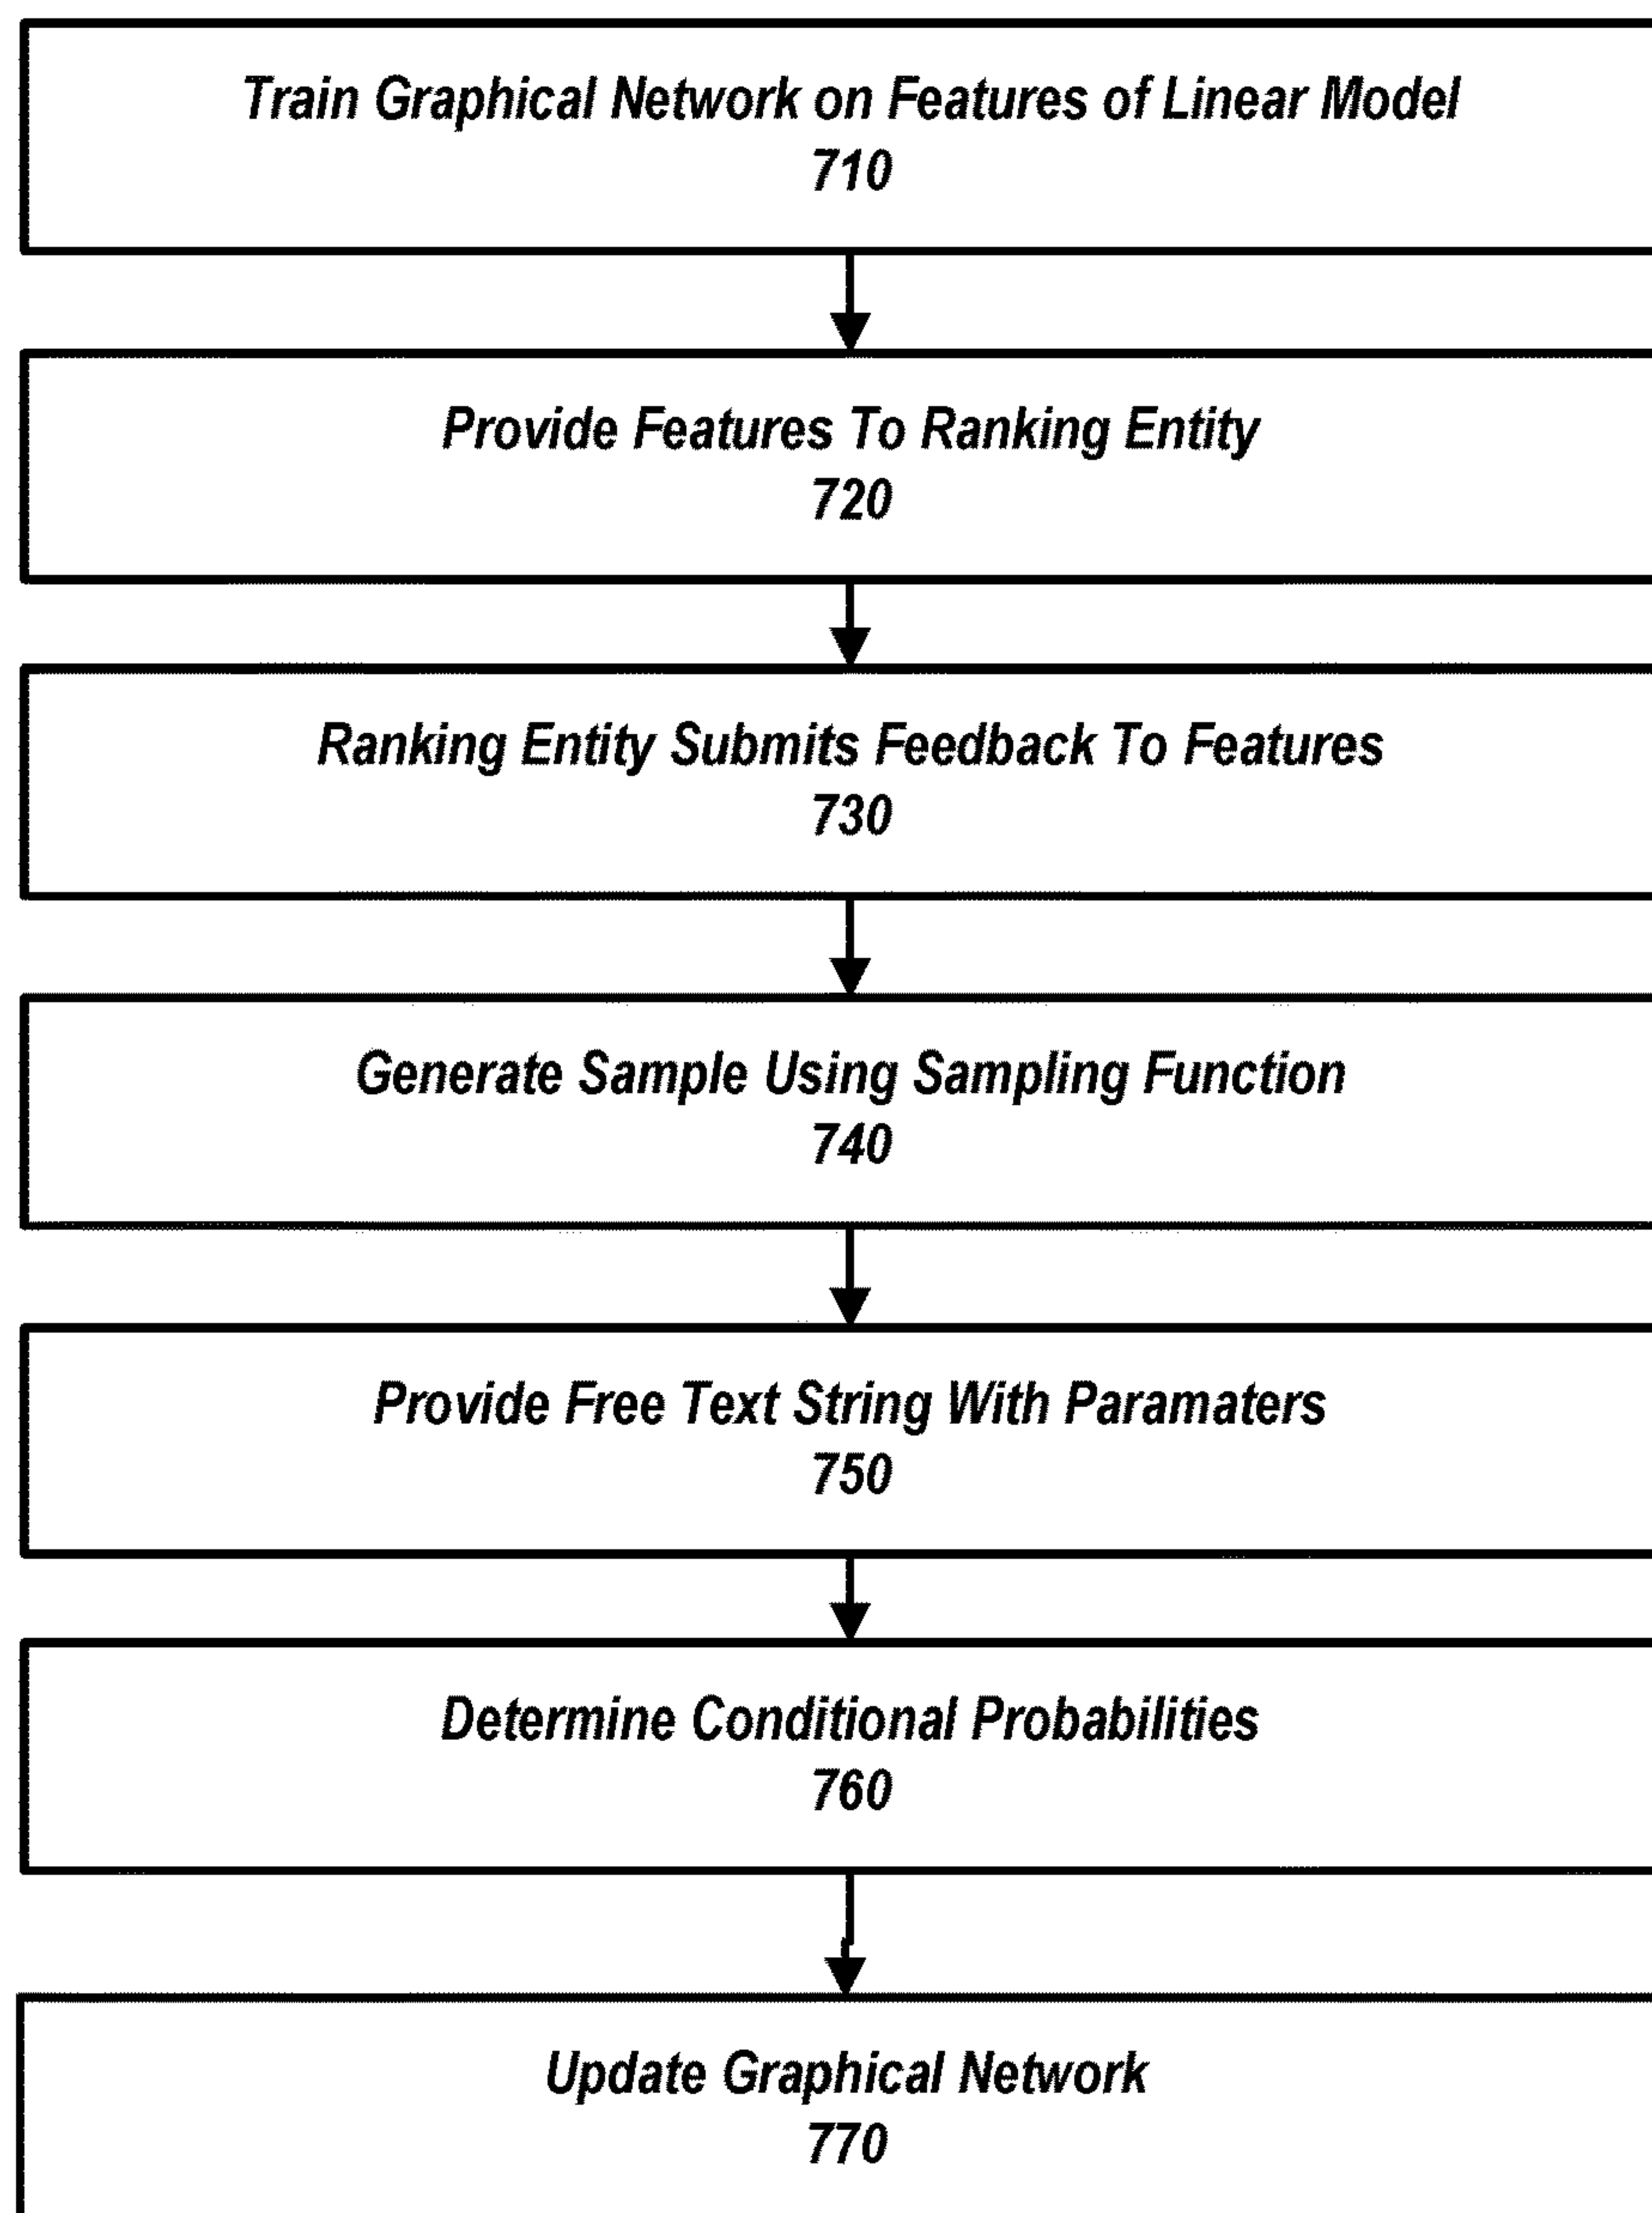 Train Graphical Network on Features of Linear Model
710
Provide Features To Ranking Entity
720
Ranking Entity Submits Feedback To Features
730
Generate Sample Using Sampling Function
740
Provide Free Text String With Paramaters
750
Determine Conditional Probabilities
760
Update Graphical Network
770